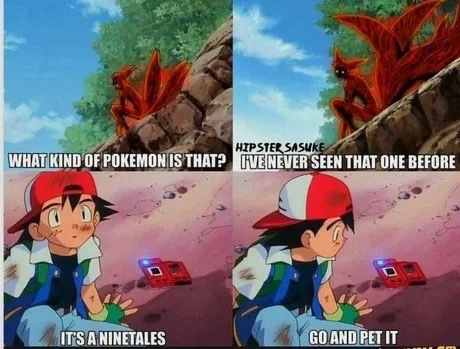 WHAT KIND OF POKEMON IS THAT?
HIPSTER SASUKE
I'VE NEVER SEEN THAT ONE BEFORE
IT'S A NINETALES
GO AND PET IT